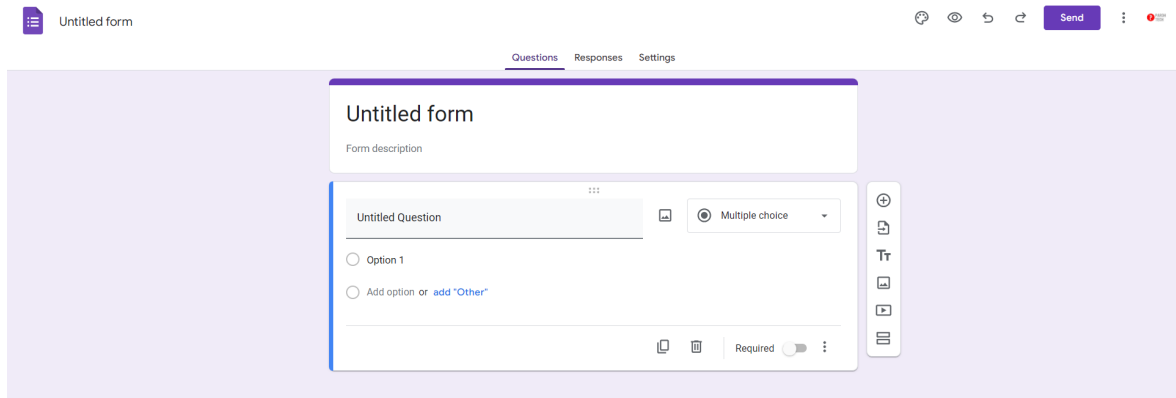 Untitled form
Send
Questions Responses Settings
Untitled form
Form description
Untitled Question
Multiple choice
Option 1
Add option or add "Other"
Required